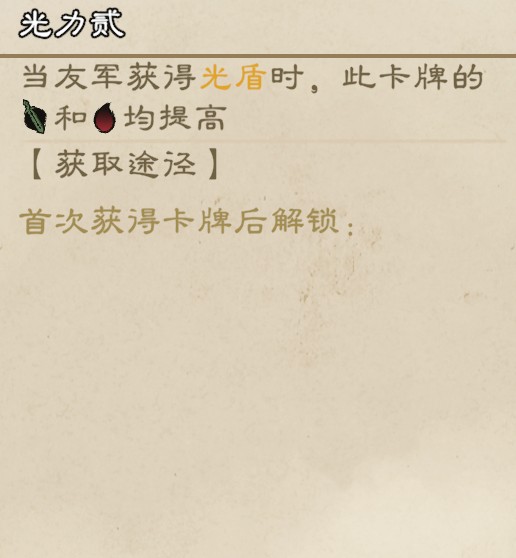 光力贰
当友军获得光盾时，此卡牌的
和均提高
【获取途径】
首次获得卡牌后解锁：